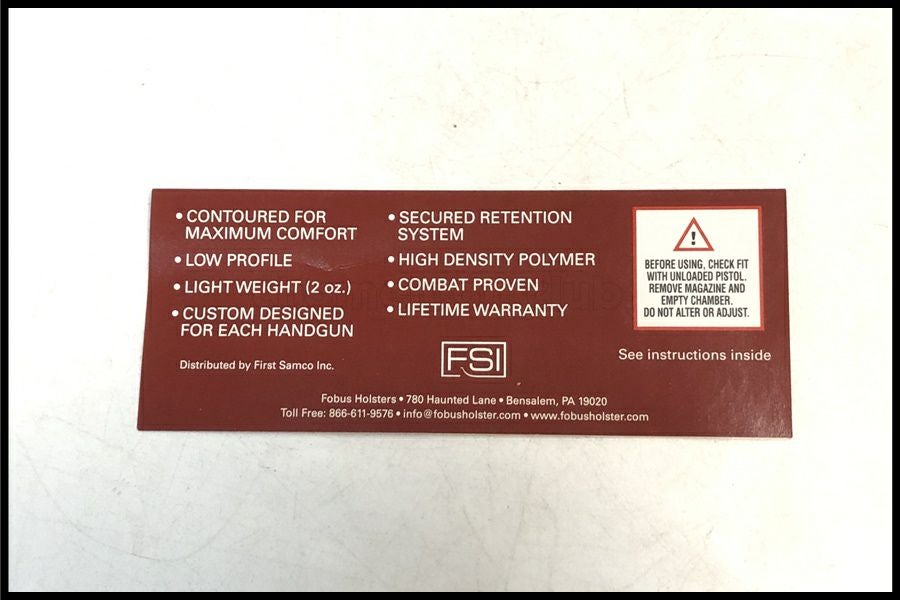 • CONTOURED FOR
MAXIMUM COMFORT
• LOW PROFILE
• LIGHT WEIGHT (2 oz.)
• CUSTOM DESIGNED
FOR EACH HANDGUN
• SECURED RETENTION
SYSTEM
• HIGH DENSITY POLYMER
• COMBAT PROVEN
• LIFETIME WARRANTY
!
BEFORE USING, CHECK FIT
WITH UNLOADED PISTOL.
REMOVE MAGAZINE AND
EMPTY CHAMBER.
DO NOT ALTER OR ADJUST.
See instructions inside
Distributed by First Samco Inc.
FSI
Fobus Holsters • 780 Haunted Lane • Bensalem, PA 19020
Toll Free: 866-611-9576 • info@fobusholster.com • www.fobusholster.com